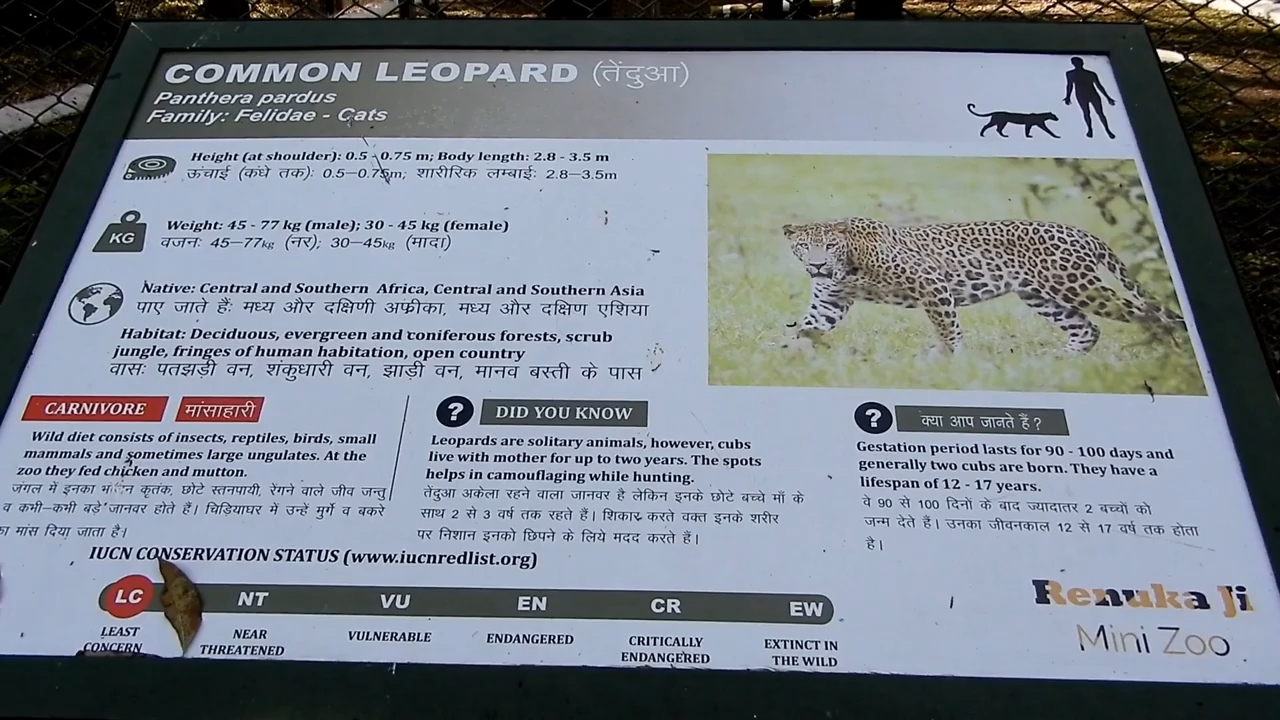 COMMON LEOPARD (तेंदुआ)
Panthera pardus
Family: Felidae - Cats
Height (at shoulder): 0.5 - 0.75 m; Body length: 2.8 - 3.5 m
ऊचाई (कंधे तक): 0.5–0.75m, शारीरिक लम्बाई: 2.8–3.5m
KG
Weight: 45 - 77 kg (male); 30 - 45 kg (female)
वजन: 45–77kg (नर); 30–45kg (मादा)
Native: Central and Southern Africa, Central and Southern Asia
पाए जाते हैं: मध्य और दक्षिणी अफ्रीका, मध्य और दक्षिण एशिया
Habitat: Deciduous, evergreen and coniferous forests, scrub
jungle, fringes of human habitation, open country
वास: पतझड़ी वन, शंकुधारी वन, झाड़ी वन, मानव बस्ती के पास
CARNIVORE मांसाहारी
Wild diet consists of insects, reptiles, birds, small
mammals and sometimes large ungulates. At the
zoo they fed chicken and mutton.
जंगल में इनका कृतंक, छोटे स्तनपायी, रेंगने वाले जीव जन्तु
व कभी–कभी बड़े जानवर होते हैं। चिड़ियाघर में उन्हें मुर्गे व बकरे
का मांस दिया जाता है।
? DID YOU KNOW
Leopards are solitary animals, however, cubs
live with mother for up to two years. The spots
helps in camouflaging while hunting.
तेंदुआ अकेला रहने वाला जानवर है लेकिन इनके छोटे बच्चे माँ के
साथ 2 से 3 वर्ष तक रहते हैं। शिकार करते वक्त इनके शरीर
पर निशान इनको छिपने के लिये मदद करते हैं।
? क्या आप जानते हैं?
Gestation period lasts for 90 - 100 days and
generally two cubs are born. They have a
lifespan of 12 - 17 years.
वे 90 से 100 दिनों के बाद ज्यादातर 2 बच्चों को
जन्म देते हैं। उनका जीवनकाल 12 से 17 वर्ष तक होता
है।
IUCN CONSERVATION STATUS (www.iucnredlist.org)
LC NT VU EN CR EW
LEAST CONCERN
NEAR THREATENED
VULNERABLE
ENDANGERED
CRITICALLY ENDANGERED
EXTINCT IN THE WILD
Renuka Ji
Mini Zoo